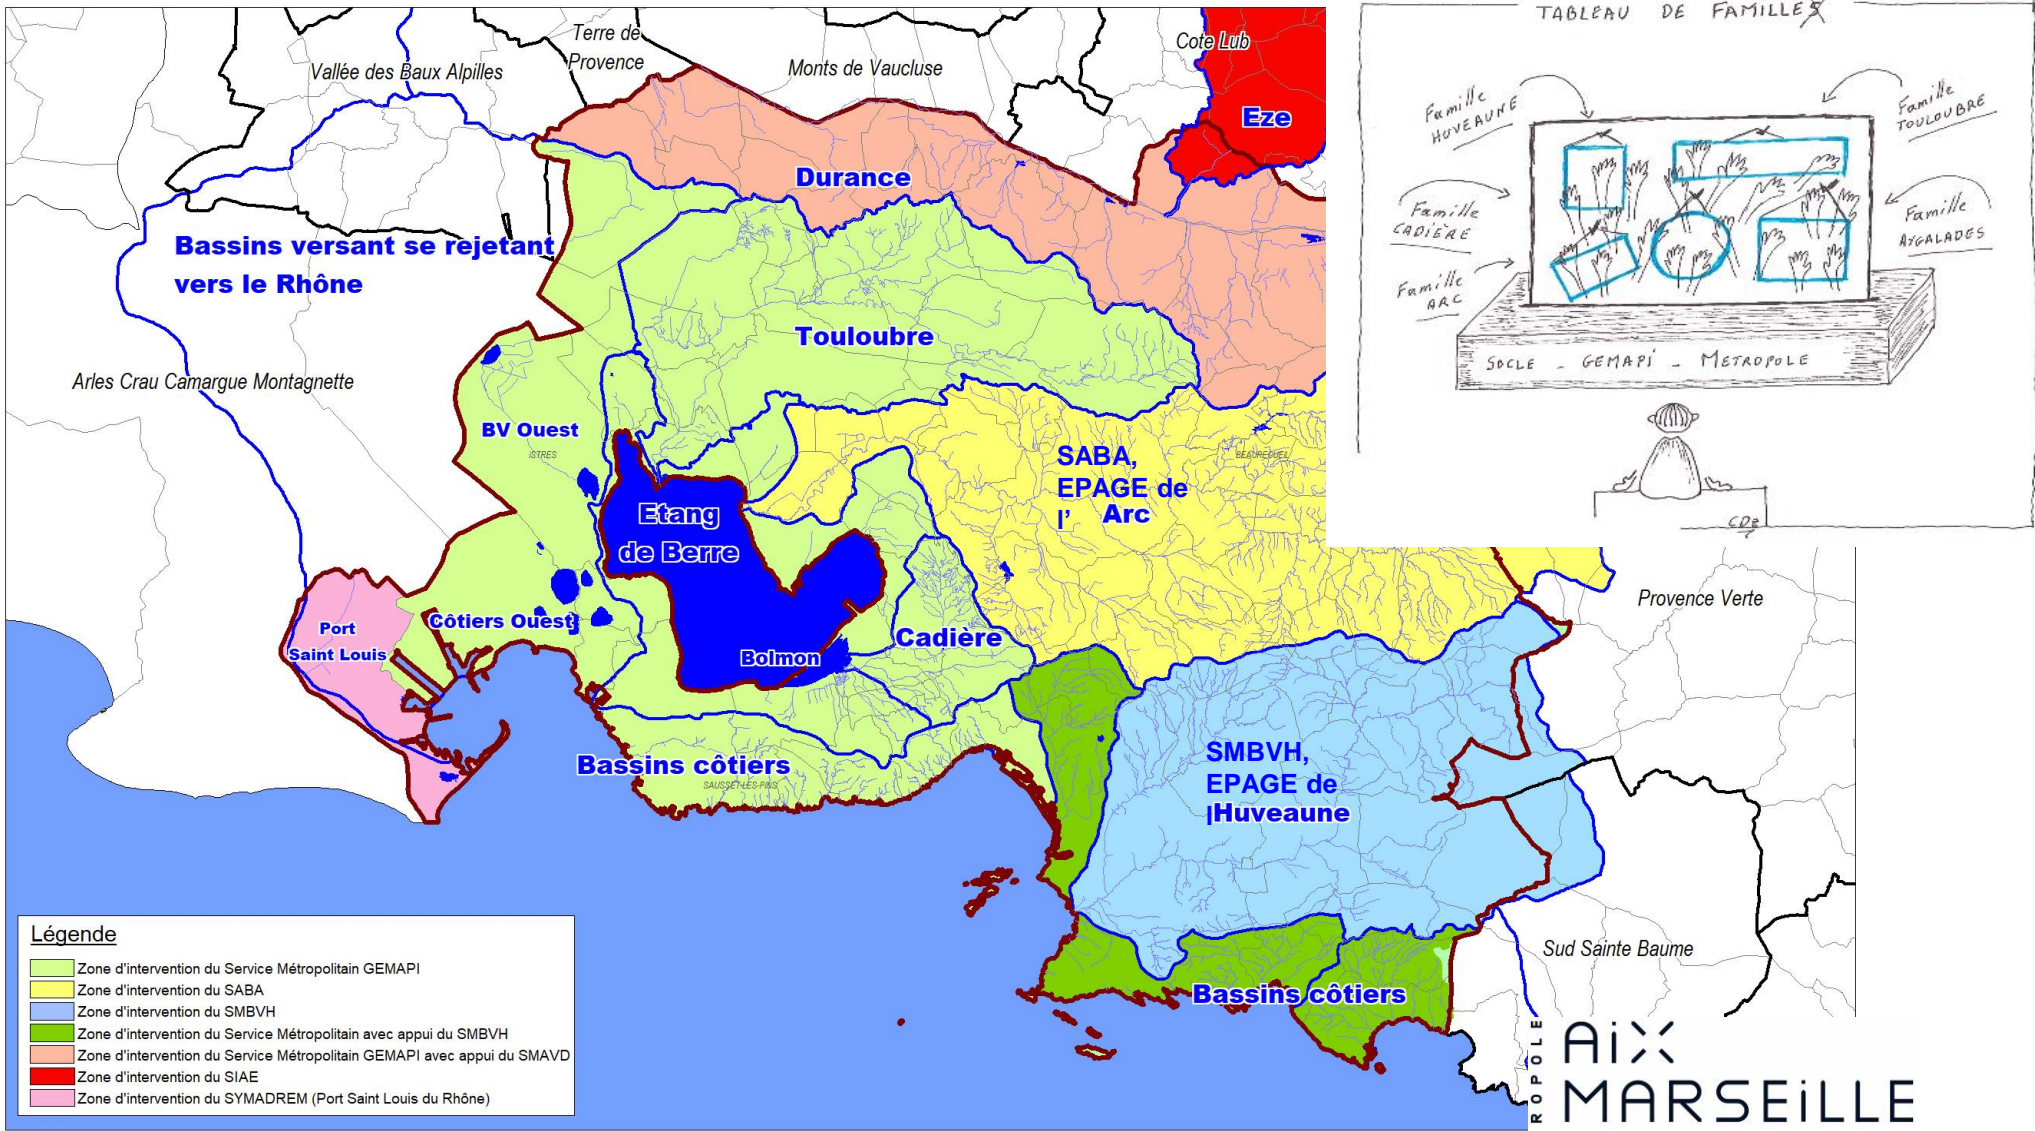 Terre de
Provence
Cote Lub
Vallée des Baux Alpilles
Monts de Vaucluse
Eze
Durance
Bassins versant se rejetant
vers le Rhône
Touloubre
Arles Crau Camargue Montagnette
BV Ouest
ISTRES
SABA,
EPAGE de
l' Arc
BEAURECUEIL
Etang
de Berre
Provence Verte
Port
Saint Louis
Côtiers Ouest
Cadière
Bolmon
SMBVH,
EPAGE de
lHuveaune
Bassins côtiers
SAUSSET-LES-PINS
Sud Sainte Baume
Bassins côtiers
Légende
Zone d'intervention du Service Métropolitain GEMAPI
Zone d'intervention du SABA
Zone d'intervention du SMBVH
Zone d'intervention du Service Métropolitain avec appui du SMBVH
Zone d'intervention du Service Métropolitain GEMAPI avec appui du SMAVD
Zone d'intervention du SIAE
Zone d'intervention du SYMADREM (Port Saint Louis du Rhône)
TABLEAU DE FAMILLES
Famille
HUVEAUNE
Famille
TOULOUBRE
Famille
CADIÈRE
Famille
AYGALADES
Famille
ARC
SOCLE - GEMAPI - METROPOLE
CDZ
ROPOLE
AiX
MARSEiLLE